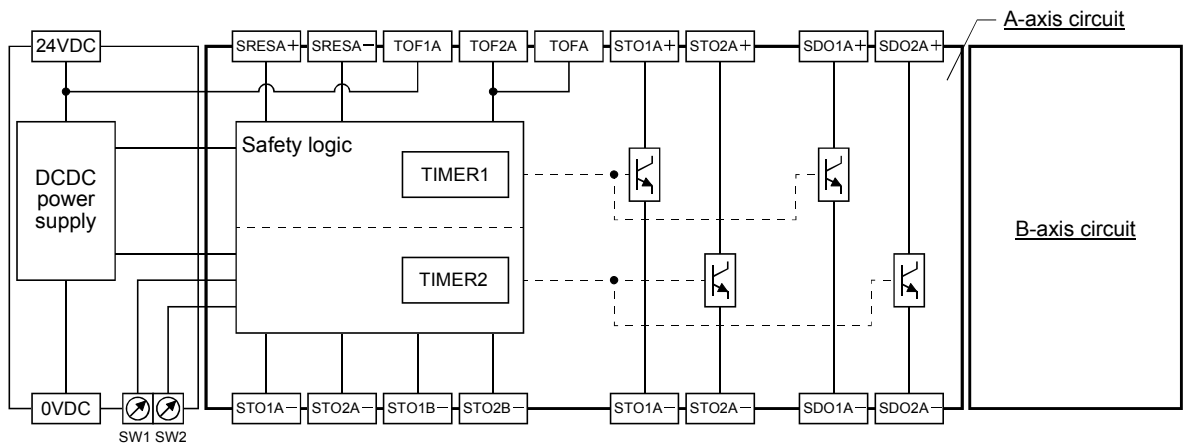 A-axis circuit
24VDC
SRESA+
SRESA−
TOF1A
TOF2A
TOFA
STO1A+
STO2A+
SDO1A+
SDO2A+
Safety logic
TIMER1
DCDC
power
supply
B-axis circuit
TIMER2
0VDC
STO1A−
STO2A−
STO1B−
STO2B−
STO1A−
STO2A−
SDO1A−
SDO2A−
SW1 SW2